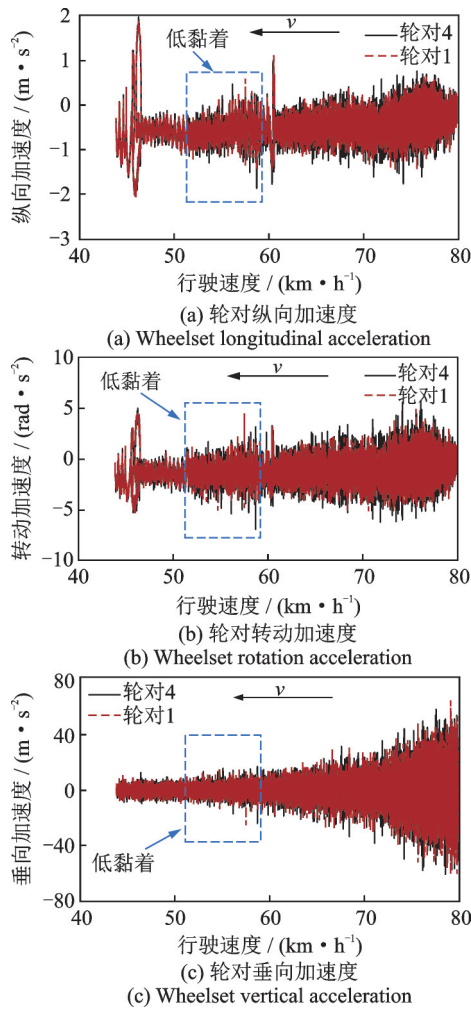 低黏着
v
轮对4
轮对1
纵向加速度 / (m·s⁻²)
2
1
0
−1
−2
−3
40 50 60 70 80
行驶速度 / (km·h⁻¹)
(a) 轮对纵向加速度
(a) Wheelset longitudinal acceleration
低黏着
v
轮对4
轮对1
转动加速度 / (rad·s⁻²)
10
5
0
−5
−10
40 50 60 70 80
行驶速度 / (km·h⁻¹)
(b) 轮对转动加速度
(b) Wheelset rotation acceleration
轮对4
轮对1
v
低黏着
垂向加速度 / (m·s⁻²)
80
40
0
−40
−80
40 50 60 70 80
行驶速度 / (km·h⁻¹)
(c) 轮对垂向加速度
(c) Wheelset vertical acceleration